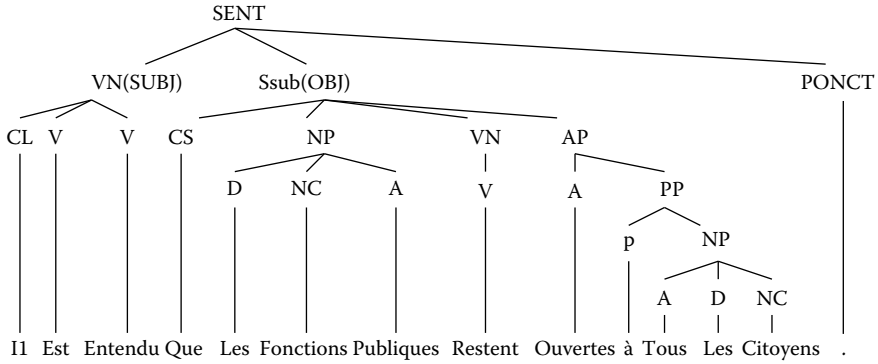 SENT
VN(SUBJ) Ssub(OBJ) PONCT
CL V V CS NP VN AP
D NC A V A PP
p NP
A D NC
I1 Est Entendu Que Les Fonctions Publiques Restent Ouvertes à Tous Les Citoyens .